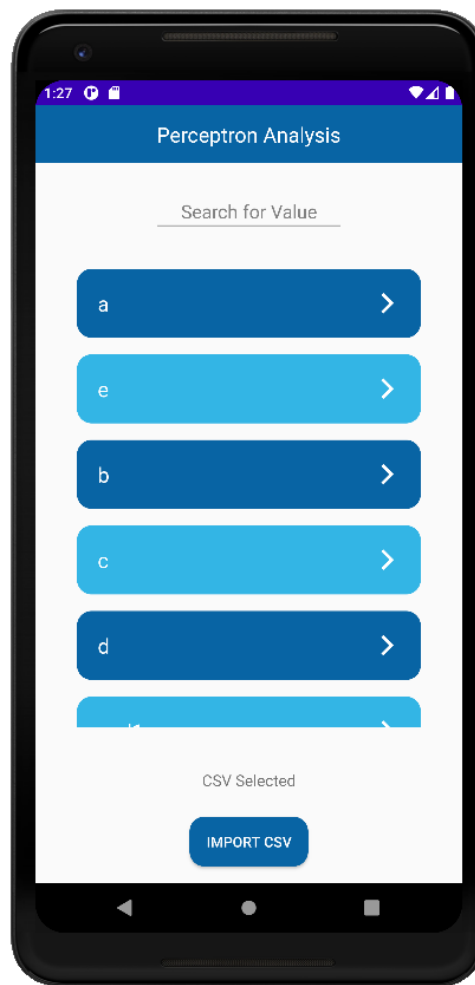 1:27
Perceptron Analysis
Search for Value
a
e
b
c
d
CSV Selected
IMPORT CSV